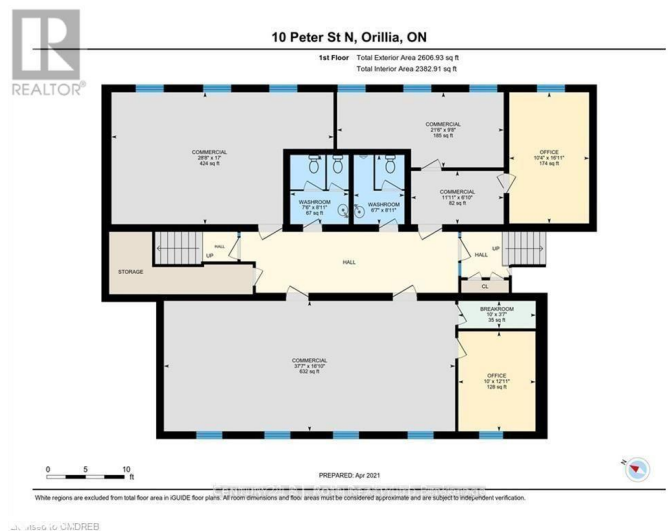 10 Peter St N, Orillia, ON
1st Floor Total Exterior Area 2606.93 sq ft
Total Interior Area 2382.91 sq ft
R
REALTOR®
COMMERCIAL
28'8" x 17'
424 sq ft
COMMERCIAL
21'6" x 9'8"
185 sq ft
OFFICE
10'4" x 16'11"
174 sq ft
WASHROOM
7'6" x 8'11"
67 sq ft
WASHROOM
6'7" x 8'11"
COMMERCIAL
11'11" x 6'10"
82 sq ft
HALL
UP
STORAGE
HALL
UP
HALL
CL
BREAKROOM
10' x 3'7"
35 sq ft
COMMERCIAL
37'7" x 16'10"
632 sq ft
OFFICE
10' x 12'11"
128 sq ft
0 5 10
ft
PREPARED: Apr 2021
N
White regions are excluded from total floor area in iGUIDE floor plans. All room dimensions and floor areas must be considered approximate and are subject to independent verification.